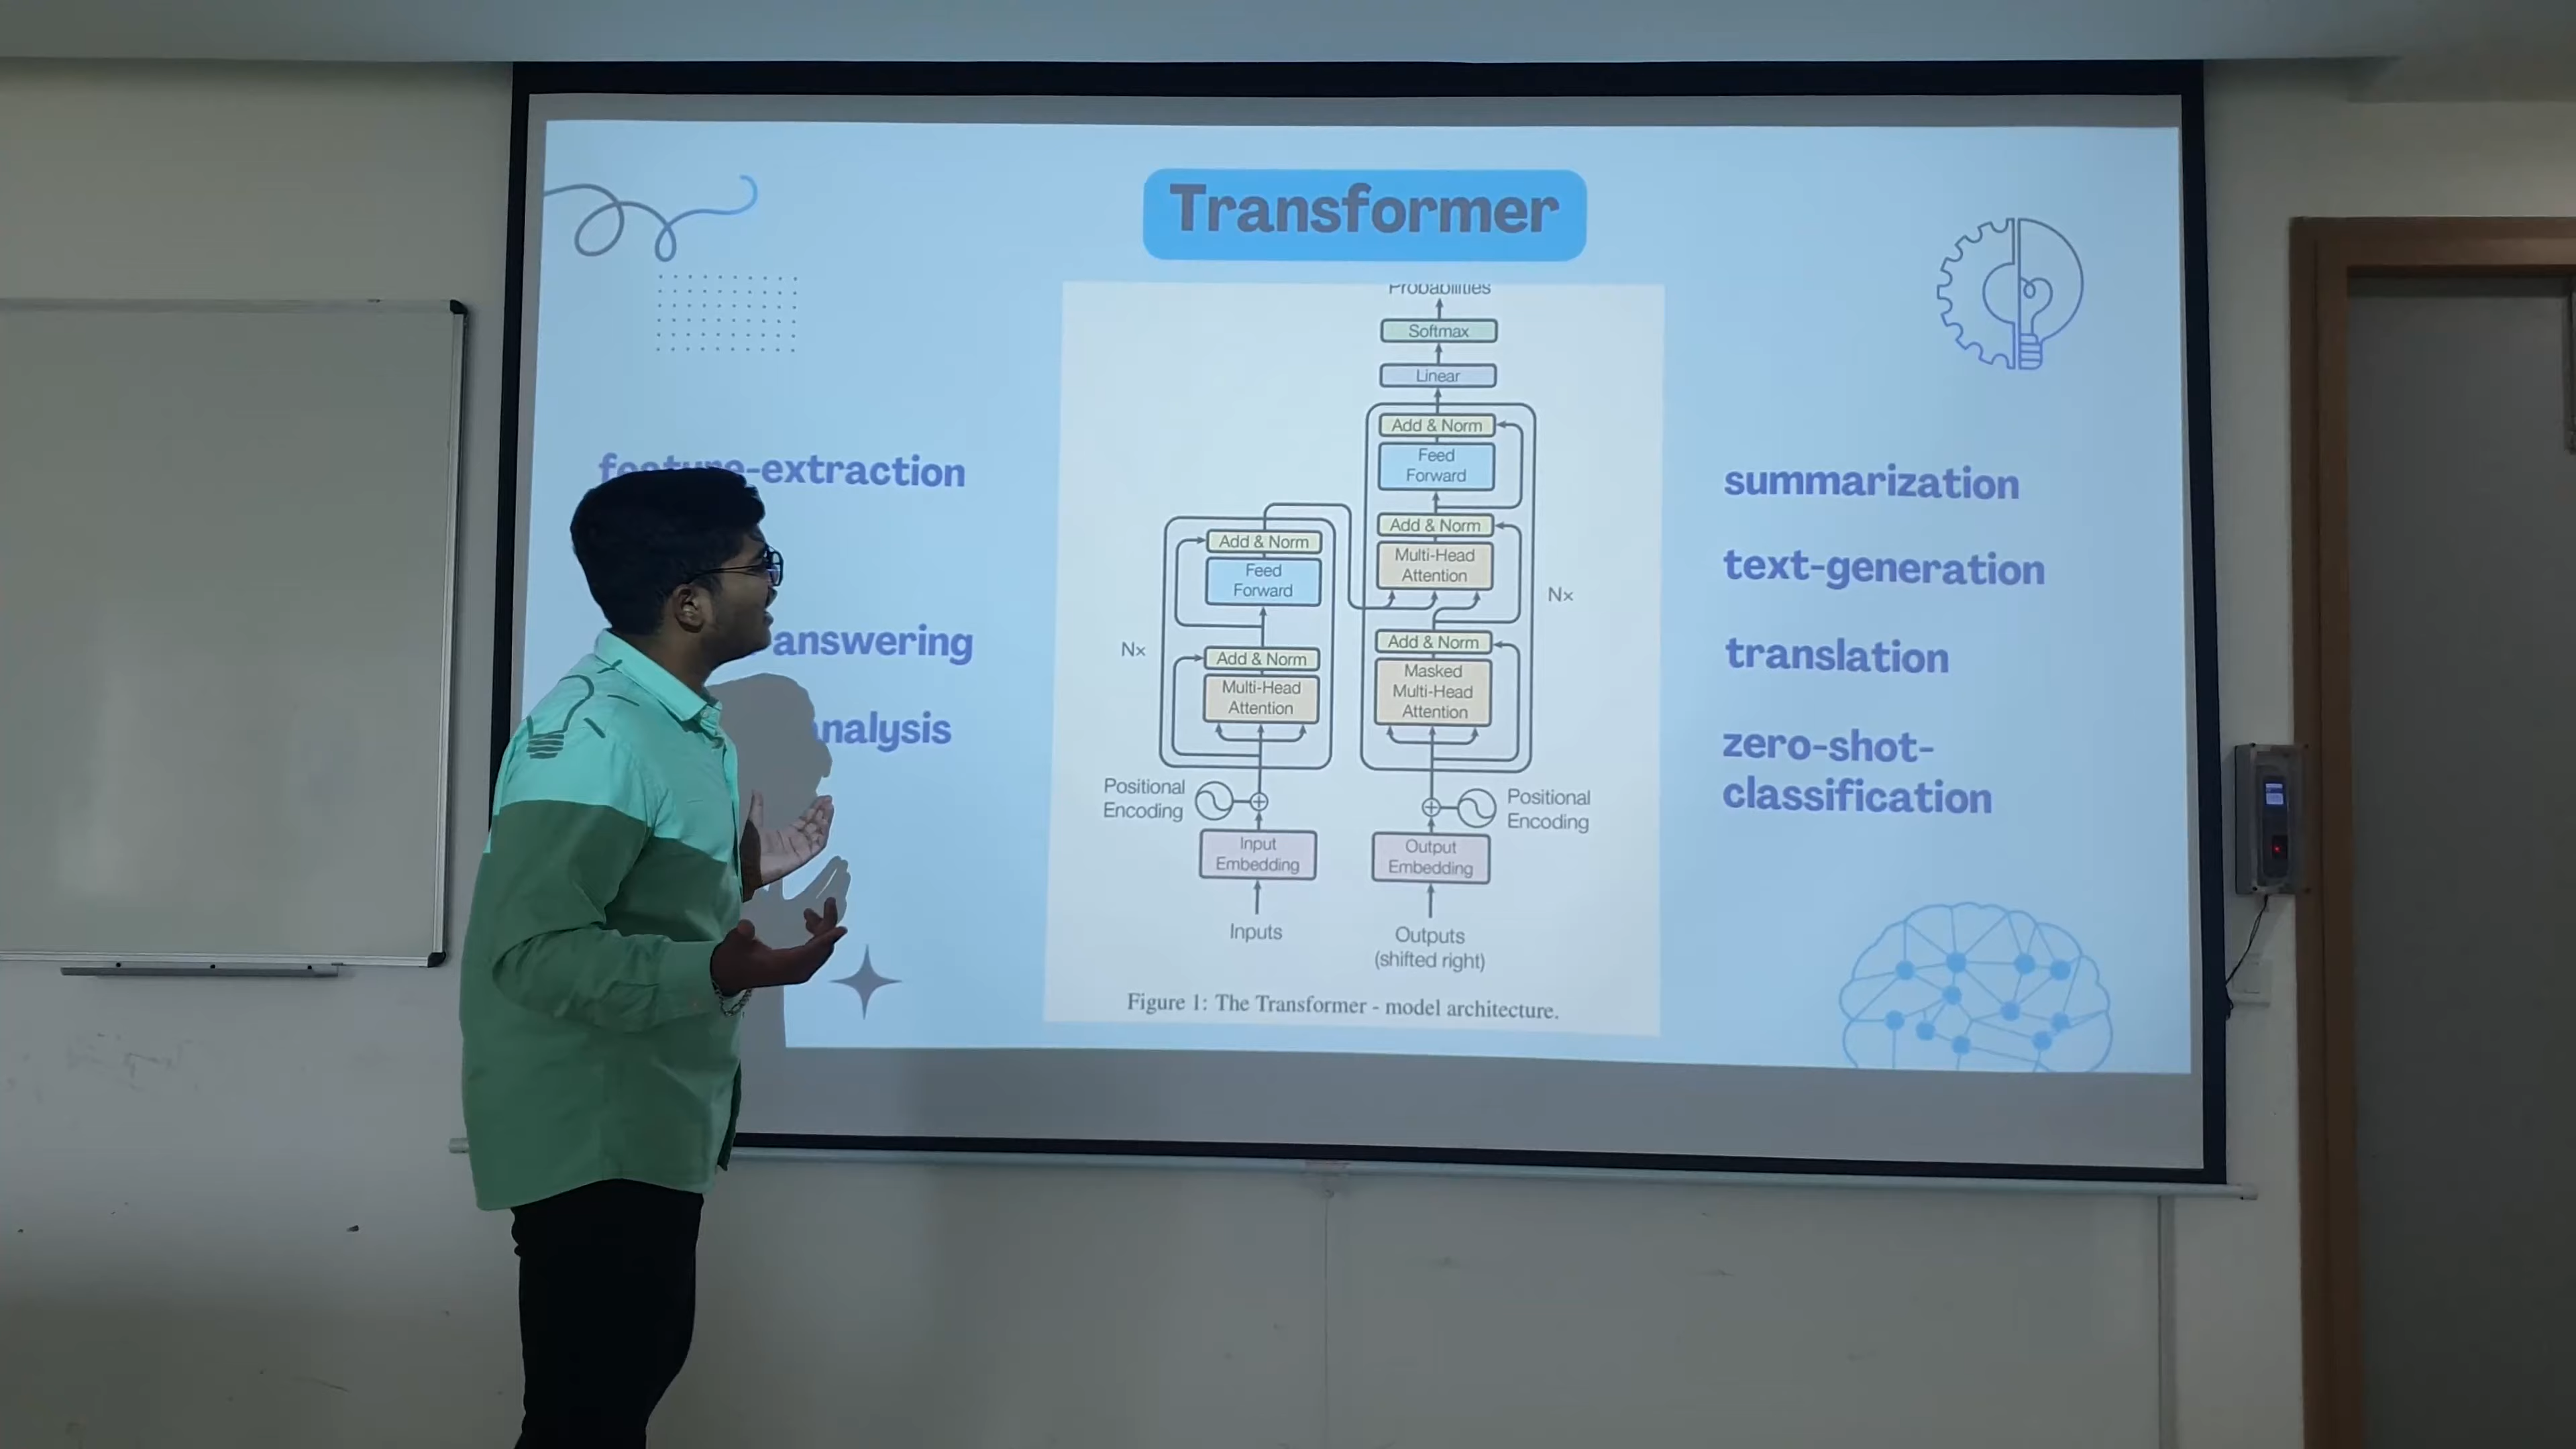 Transformer
-extraction
answering
summarization
text-generation
translation
zero-shot-
classification
Probabilities
Softmax
Linear
Add & Norm
Feed
Forward
Add & Norm
Multi-Head
Attention
Add & Norm
Masked
Multi-Head
Attention
Nx
Add & Norm
Feed
Forward
Add & Norm
Multi-Head
Attention
Nx
Positional
Encoding
Positional
Encoding
Input
Embedding
Output
Embedding
Inputs
Outputs
(shifted right)
Figure 1: The Transformer - model architecture.